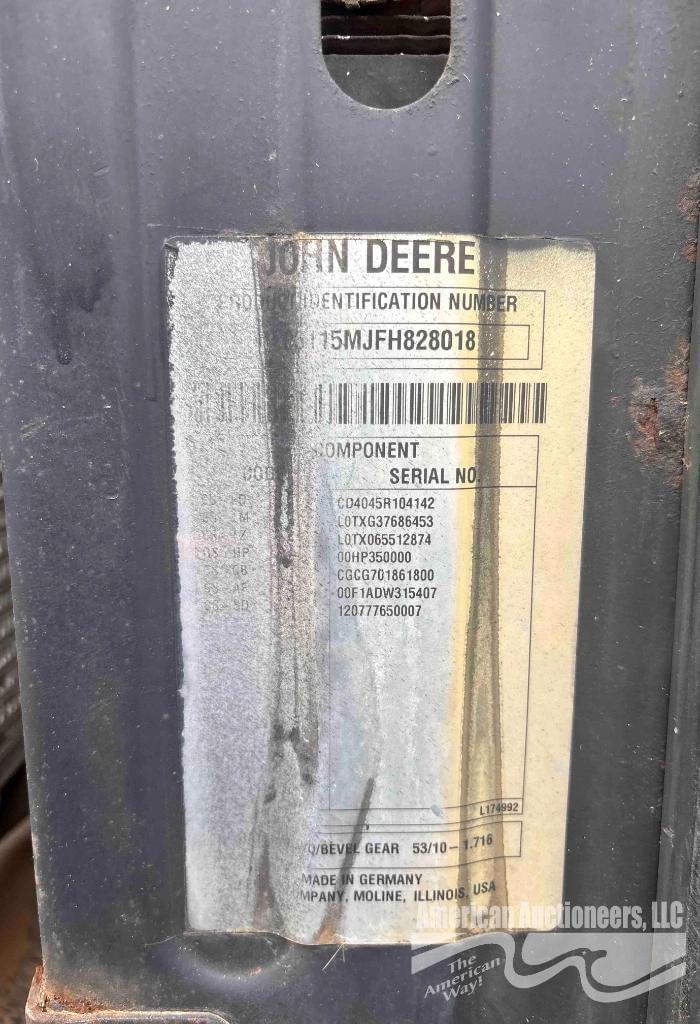 JOHN DEERE
IDENTIFICATION NUMBER
115MJFH828018
COMPONENT
SERIAL NO.
CD4045R104142
L0TXG37686453
L0TX065512874
00HP350000
CGCG701861800
00F1ADW315407
120777650007
L174992
/BEVEL GEAR 53/10-1.716
MADE IN GERMANY
MOLINE, ILLINOIS, USA
American Auctioneers, LLC
The
American
Way!